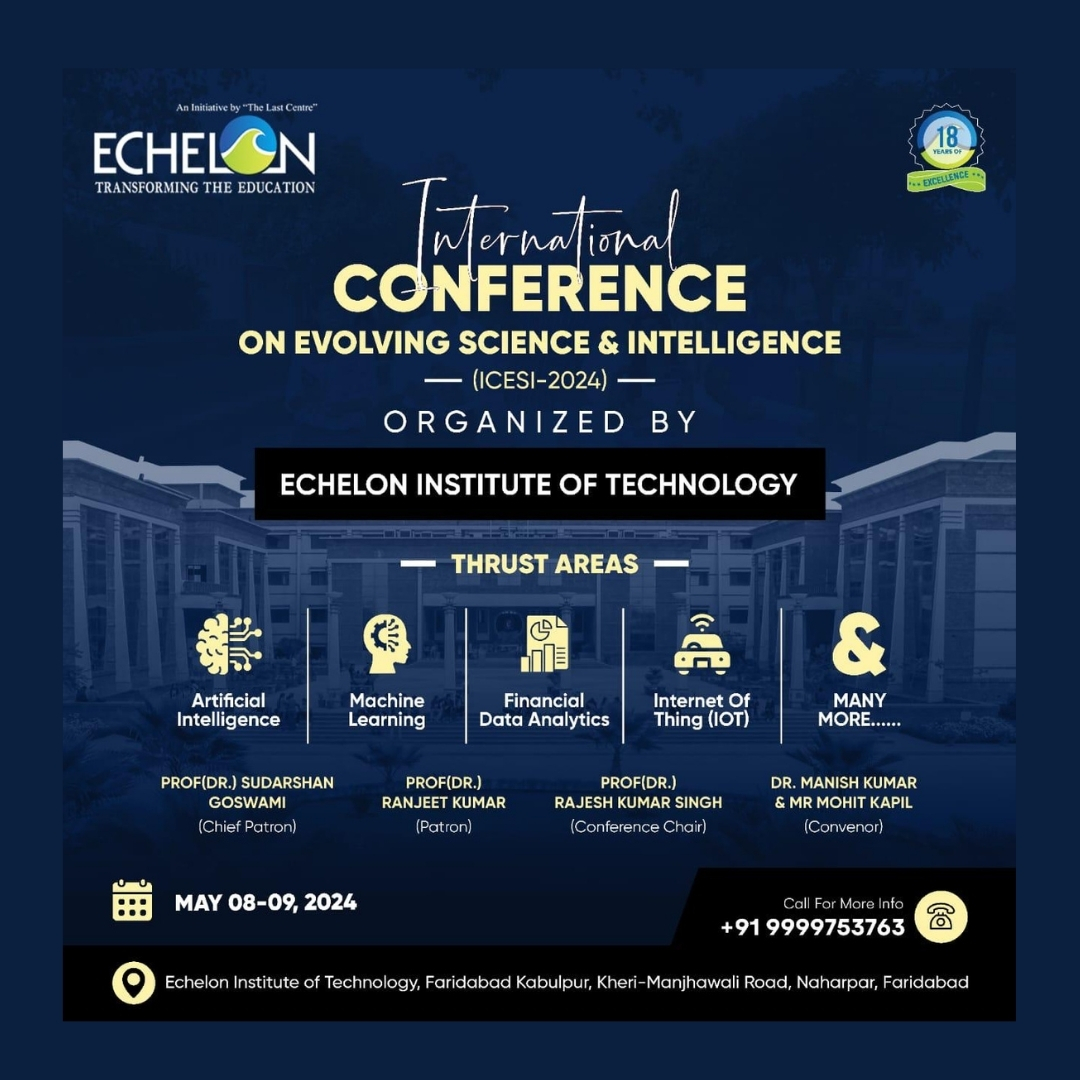 An Initiative by "The Last Centre"
ECHELON
TRANSFORMING THE EDUCATION
18
YEARS OF
EXCELLENCE
International
CONFERENCE
ON EVOLVING SCIENCE & INTELLIGENCE
(ICESI-2024)
ORGANIZED BY
ECHELON INSTITUTE OF TECHNOLOGY
THRUST AREAS
Artificial
Intelligence
Machine
Learning
Financial
Data Analytics
Internet Of
Thing (IOT)
&
MANY
MORE......
PROF(DR.) SUDARSHAN
GOSWAMI
(Chief Patron)
PROF(DR.)
RANJEET KUMAR
(Patron)
PROF(DR.)
RAJESH KUMAR SINGH
(Conference Chair)
DR. MANISH KUMAR
& MR MOHIT KAPIL
(Convenor)
MAY 08-09, 2024
Call For More Info
+91 9999753763
Echelon Institute of Technology, Faridabad Kabulpur, Kheri-Manjhawali Road, Naharpar, Faridabad